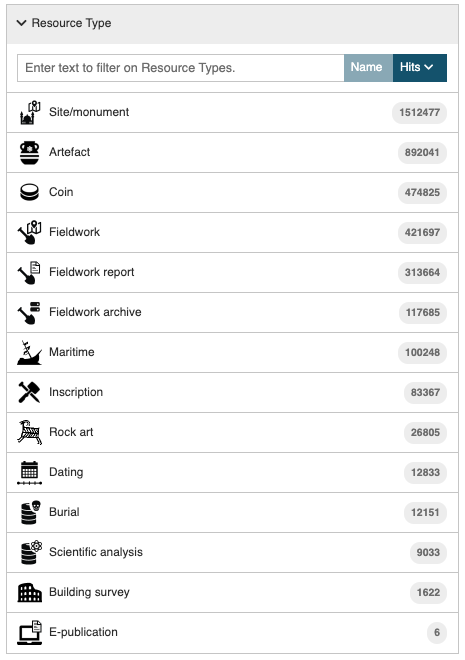 Resource Type
Enter text to filter on Resource Types. Name Hits
Site/monument 1512477
Artefact 892041
Coin 474825
Fieldwork 421697
Fieldwork report 313664
Fieldwork archive 117685
Maritime 100248
Inscription 83367
Rock art 26805
Dating 12833
Burial 12151
Scientific analysis 9033
Building survey 1622
E-publication 6